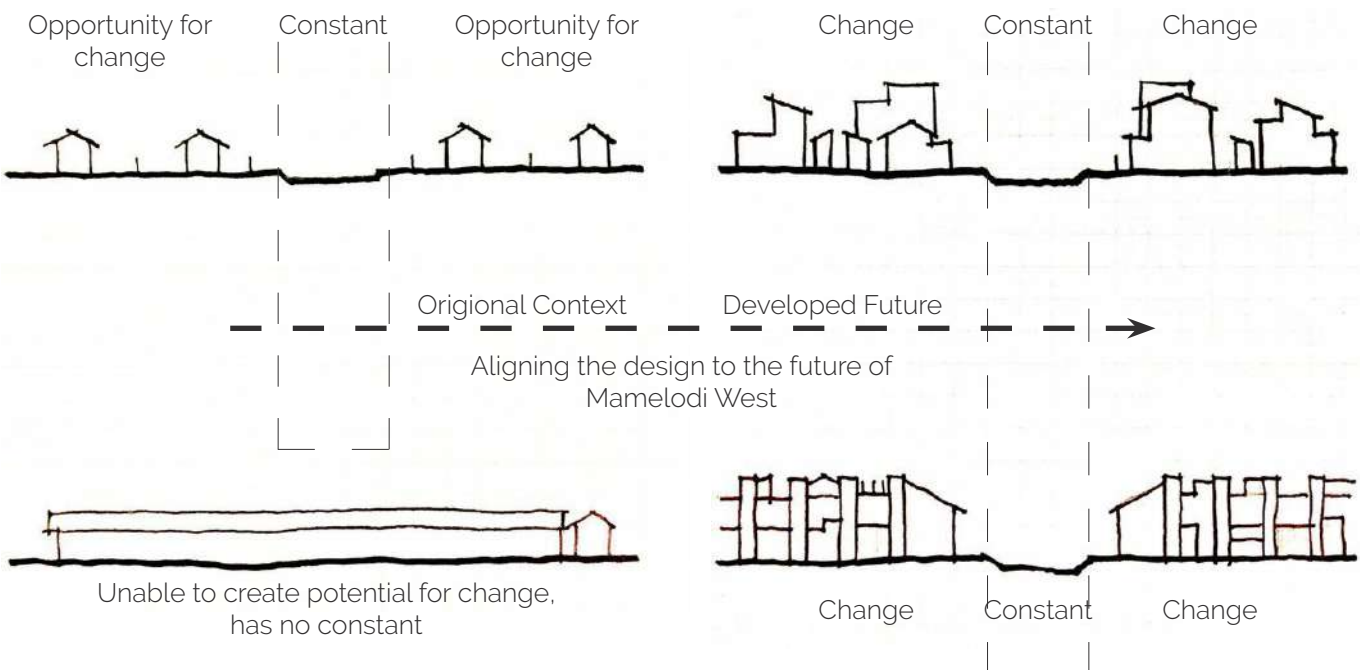 Opportunity for
change
Constant
Opportunity for
change
Change
Constant
Change
Origional Context
Developed Future
Aligning the design to the future of
Mamelodi West
Unable to create potential for change,
has no constant
Change
Constant
Change